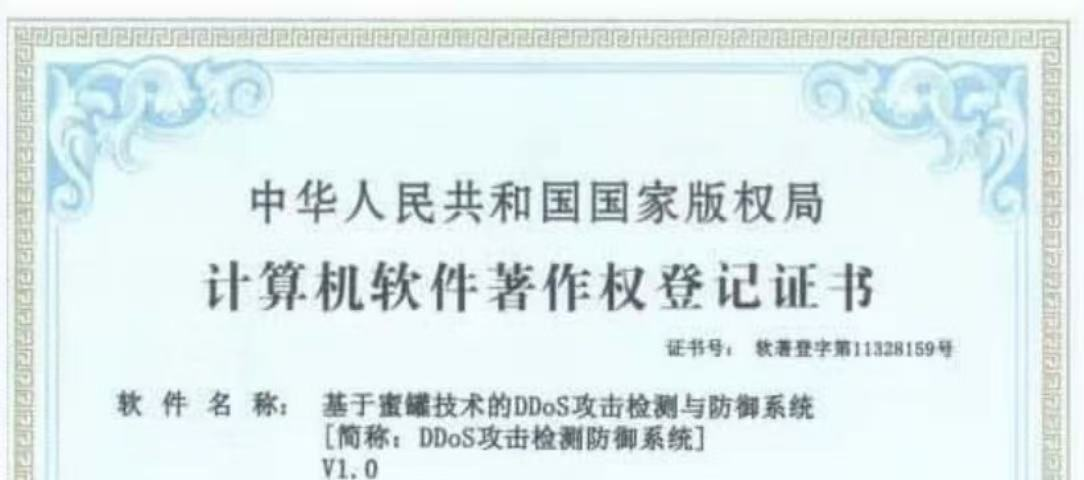 中华人民共和国国家版权局
计算机软件著作权登记证书
证书号： 软著登字第11328159号
软件名称： 基于蜜罐技术的DDoS攻击检测与防御系统
[简称：DDoS攻击检测防御系统]
V1.0